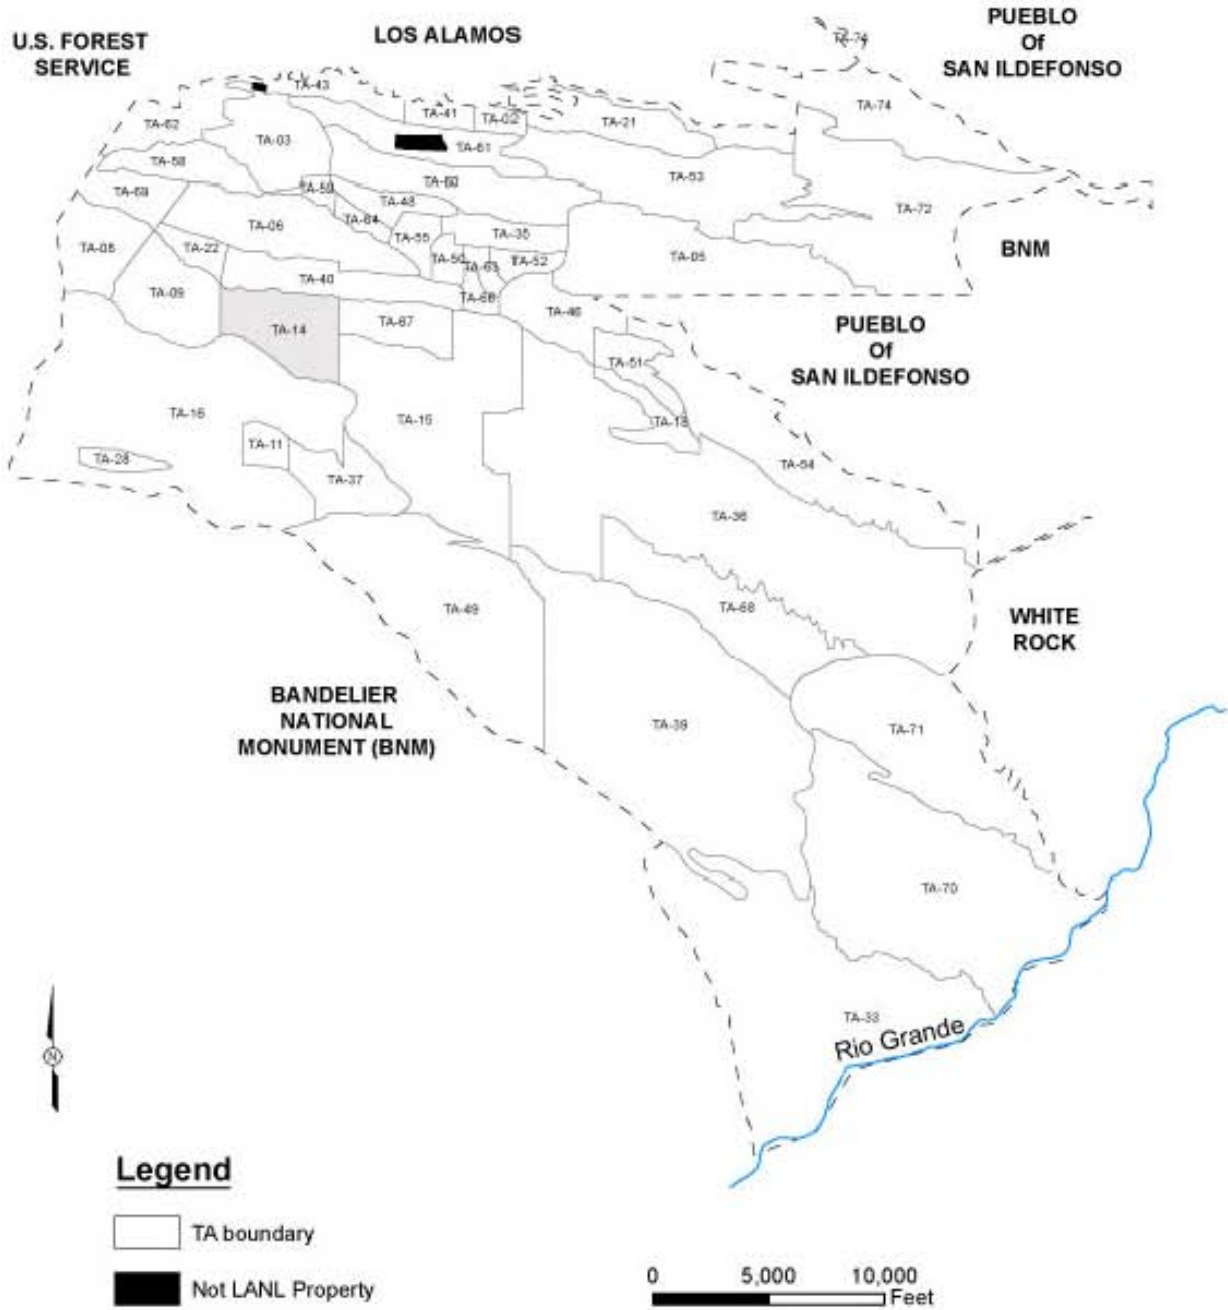 PUEBLO
Of
SAN ILDEFONSO
U.S. FOREST
SERVICE
LOS ALAMOS
TA-74
TA-43
TA-74
TA-62
TA-41
TA-02
TA-21
TA-03
TA-61
TA-58
TA-53
TA-69
TA-59
TA-60
TA-48
TA-72
TA-64
TA-06
TA-55
TA-35
TA-08
TA-22
TA-50
TA-63
TA-52
TA-05
BNM
TA-40
TA-09
TA-66
TA-46
TA-14
TA-67
PUEBLO
Of
SAN ILDEFONSO
TA-51
TA-16
TA-15
TA-18
TA-11
TA-28
TA-54
TA-37
TA-36
TA-49
TA-68
WHITE
ROCK
BANDELIER
NATIONAL
MONUMENT (BNM)
TA-39
TA-71
TA-70
TA-33
Rio Grande
N
Legend
TA boundary
Not LANL Property
0 5,000 10,000
Feet